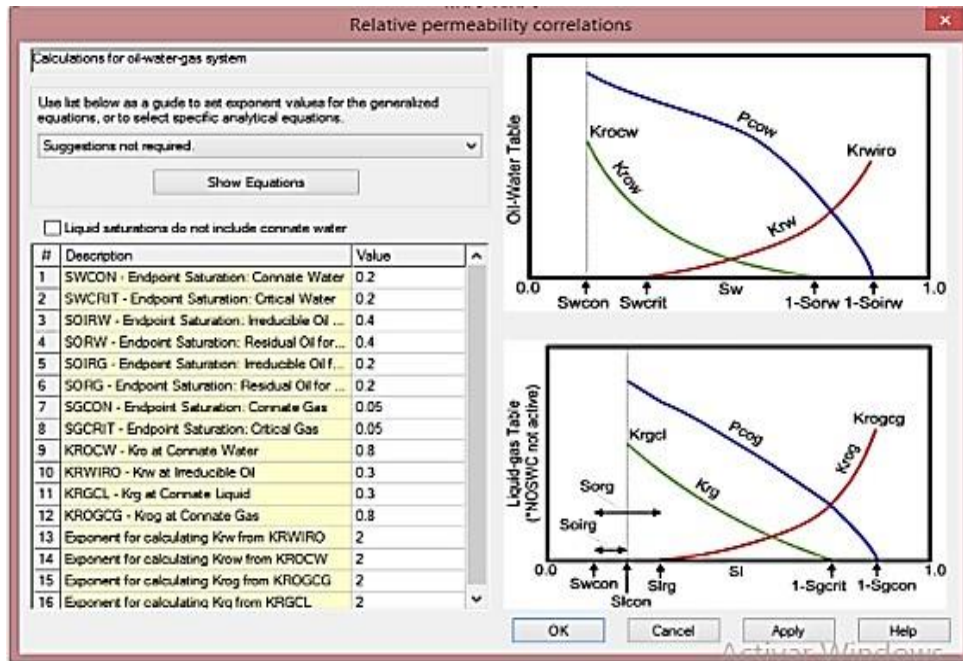 Relative permeability correlations
Calculations for oil-water-gas system
Use list below as a guide to set exponent values for the generalized
equations, or to select specific analytical equations.
Suggestions not required.
Show Equations
Liquid saturations do not include connate water
# Description Value
1 SWCON - Endpoint Saturation: Connate Water 0.2
2 SWCRIT - Endpoint Saturation: Critical Water 0.2
3 SOIRW - Endpoint Saturation: Irreducible Oil ... 0.4
4 SORW - Endpoint Saturation: Residual Oil for... 0.4
5 SOIRG - Endpoint Saturation: Irreducible Oil f... 0.2
6 SORG - Endpoint Saturation: Residual Oil for ... 0.2
7 SGCON - Endpoint Saturation: Connate Gas 0.05
8 SGCRIT - Endpoint Saturation: Critical Gas 0.05
9 KROCW - Kro at Connate Water 0.8
10 KRWIRO - Krw at Irreducible Oil 0.3
11 KRGCL - Krg at Connate Liquid 0.3
12 KROGCG - Krog at Connate Gas 0.8
13 Exponent for calculating Krw from KRWIRO 2
14 Exponent for calculating Krow from KROCW 2
15 Exponent for calculating Krog from KROGCG 2
16 Exponent for calculating Krg from KRGCL 2
Oil-Water Table
Krocw
Pcow
Krwiro
Krow
Krw
0.0 Swcon Swcrit Sw 1-Sorw 1-Soirw 1.0
Liquid-gas Table
(*NOSWC not active)
Krgcl
Pcog
Krogcg
Krog
Sorg
Krg
Soirg
0.0 Swcon Slcon Slrg Sl 1-Sgcrit 1-Sgcon 1.0
OK Cancel Apply Help
Activar Windows